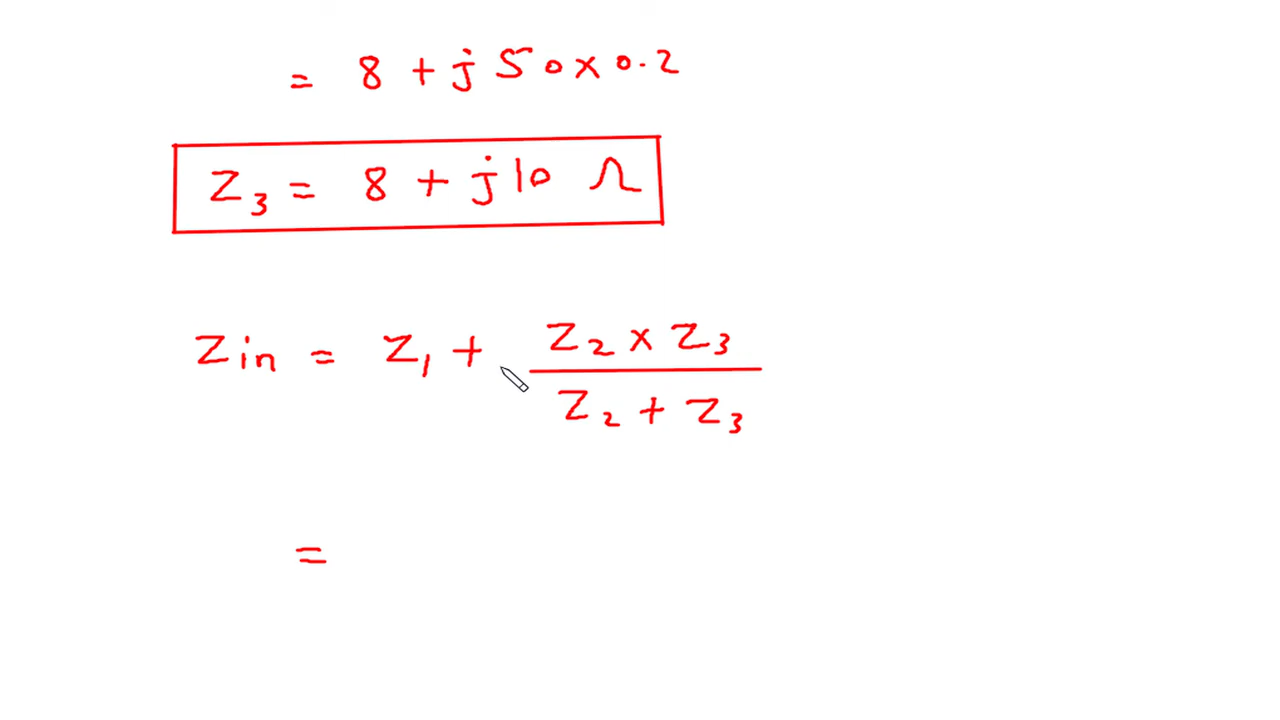 = 8 + j 50 x 0.2
Z3 = 8 + j10 Ω
Zin = Z1 + Z2 x Z3
Z2 + Z3
=